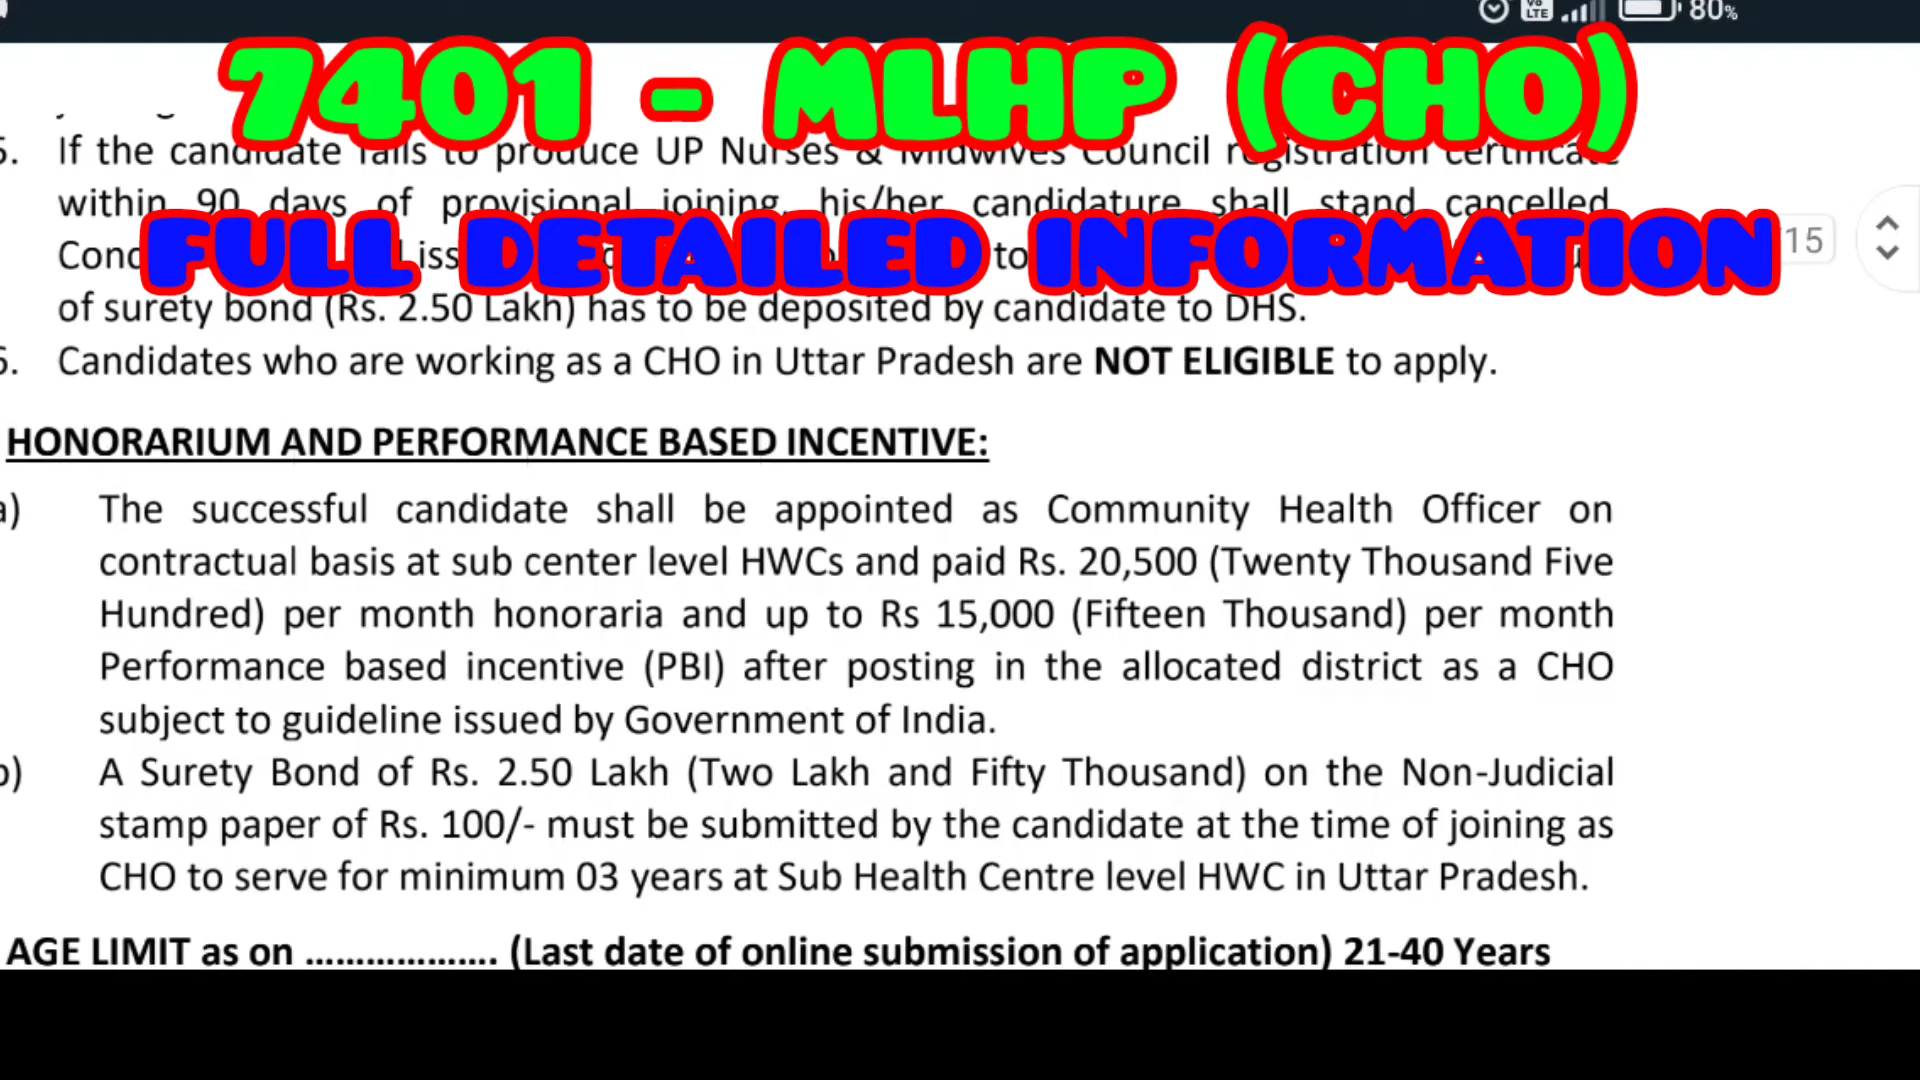 VO LTE 80%
7401 - MLHP (CHO)
5. If the candidate fails to produce UP Nurses & Midwives Council registration certificate
within 90 days of provisional joining, his/her candidature shall stand cancelled.
FULL DETAILED INFORMATION
15
to
of surety bond (Rs. 2.50 Lakh) has to be deposited by candidate to DHS.
6. Candidates who are working as a CHO in Uttar Pradesh are NOT ELIGIBLE to apply.
HONORARIUM AND PERFORMANCE BASED INCENTIVE:
a) The successful candidate shall be appointed as Community Health Officer on
contractual basis at sub center level HWCs and paid Rs. 20,500 (Twenty Thousand Five
Hundred) per month honoraria and up to Rs 15,000 (Fifteen Thousand) per month
Performance based incentive (PBI) after posting in the allocated district as a CHO
subject to guideline issued by Government of India.
b) A Surety Bond of Rs. 2.50 Lakh (Two Lakh and Fifty Thousand) on the Non-Judicial
stamp paper of Rs. 100/- must be submitted by the candidate at the time of joining as
CHO to serve for minimum 03 years at Sub Health Centre level HWC in Uttar Pradesh.
AGE LIMIT as on ................... (Last date of online submission of application) 21-40 Years